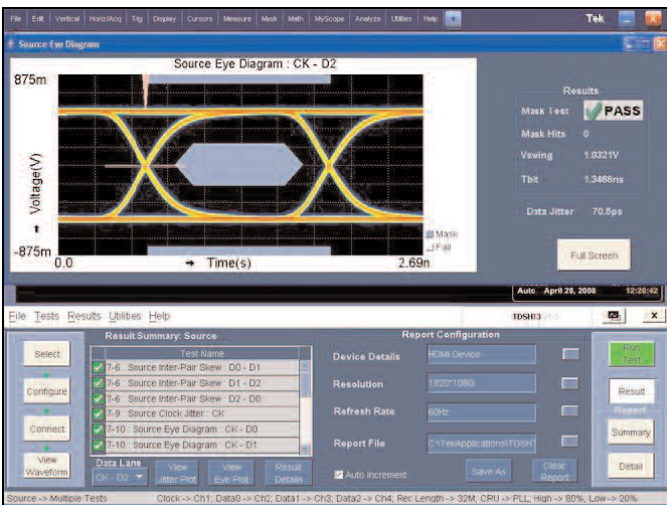 File Edit Vertical Horiz/Acq Trig Display Cursors Measure Mask Math MyScope Analyze Utilities Help Tek
Source Eye Diagram
Source Eye Diagram : CK - D2
875m
Voltage(V)
-875m
0.0
Time(s)
2.69n
Mask
Fail
Results
Mask Test PASS
Mask Hits 0
Vswing 1.0321V
Tbit 1.3468ns
Data Jitter 70.5ps
Full Screen
Auto April 28, 2008 12:26:42
File Tests Results Utilities Help TDSHT3
Select
Configure
Connect
View
Waveform
Result Summary: Source
Test Name
7-6 : Source Inter-Pair Skew : D0 - D1
7-6 : Source Inter-Pair Skew : D1 - D2
7-6 : Source Inter-Pair Skew : D2 - D0
7-9 : Source Clock Jitter : CK
7-10 : Source Eye Diagram : CK - D0
7-10 : Source Eye Diagram : CK - D1
Data Lane
CK - D2
View
Jitter Plot
View
Eye Plot
Result
Details
Report Configuration
Device Details HDMI Device
Resolution 1920*1080i
Refresh Rate 60Hz
Report File C:\TekApplications\TDSHT
Auto Increment
Save As
Clear
Report
Run
Test
Result
Report
Summary
Detail
Source -> Multiple Tests Clock -> Ch1, Data0 -> Ch2, Data1 -> Ch3, Data2 -> Ch4; Rec Length -> 32M, CRU -> PLL; High -> 80%, Low -> 20%